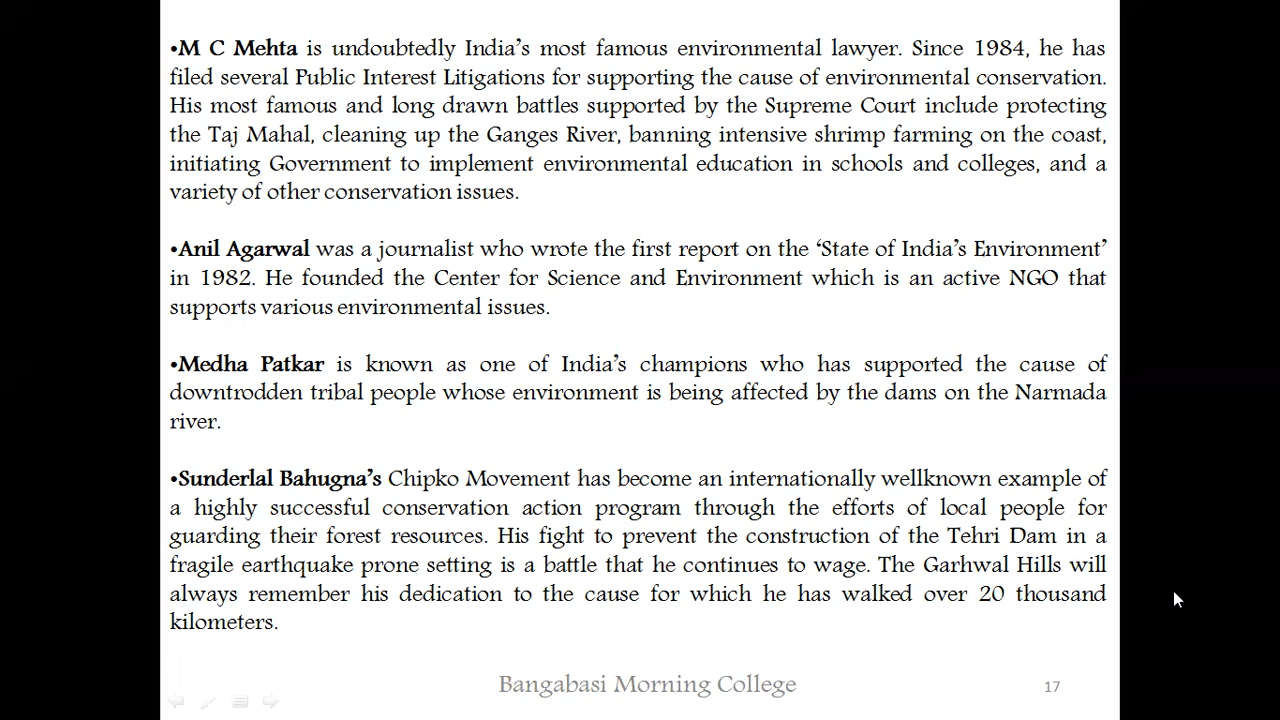 •M C Mehta is undoubtedly India's most famous environmental lawyer. Since 1984, he has
filed several Public Interest Litigations for supporting the cause of environmental conservation.
His most famous and long drawn battles supported by the Supreme Court include protecting
the Taj Mahal, cleaning up the Ganges River, banning intensive shrimp farming on the coast,
initiating Government to implement environmental education in schools and colleges, and a
variety of other conservation issues.
•Anil Agarwal was a journalist who wrote the first report on the ‘State of India’s Environment’
in 1982. He founded the Center for Science and Environment which is an active NGO that
supports various environmental issues.
•Medha Patkar is known as one of India’s champions who has supported the cause of
downtrodden tribal people whose environment is being affected by the dams on the Narmada
river.
•Sunderlal Bahugna’s Chipko Movement has become an internationally wellknown example of
a highly successful conservation action program through the efforts of local people for
guarding their forest resources. His fight to prevent the construction of the Tehri Dam in a
fragile earthquake prone setting is a battle that he continues to wage. The Garhwal Hills will
always remember his dedication to the cause for which he has walked over 20 thousand
kilometers.
Bangabasi Morning College
17